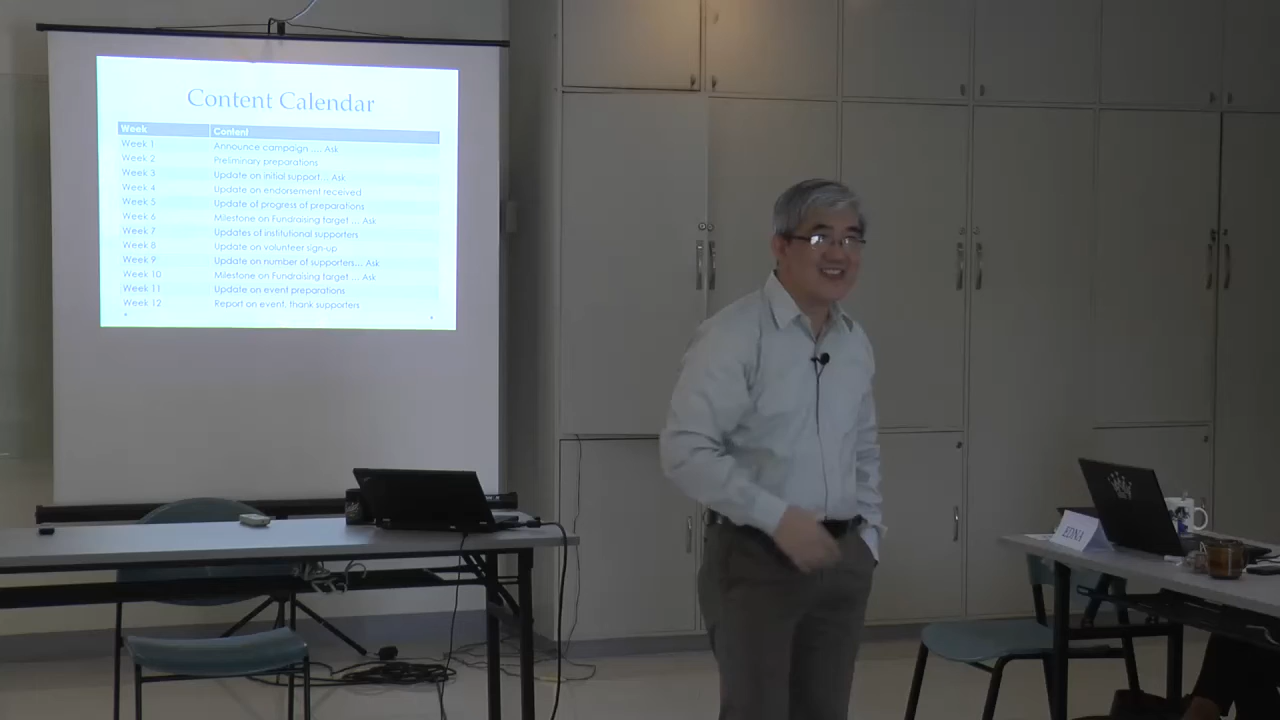 Content Calendar
Week Content
Week 1 Announce campaign .... Ask
Week 2 Preliminary preparations
Week 3 Update on initial support... Ask
Week 4 Update on endorsement received
Week 5 Update of progress of preparations
Week 6 Milestone on Fundraising target ... Ask
Week 7 Updates of institutional supporters
Week 8 Update on volunteer sign-up
Week 9 Update on number of supporters... Ask
Week 10 Milestone on Fundraising target ... Ask
Week 11 Update on event preparations
Week 12 Report on event, thank supporters
EDNA